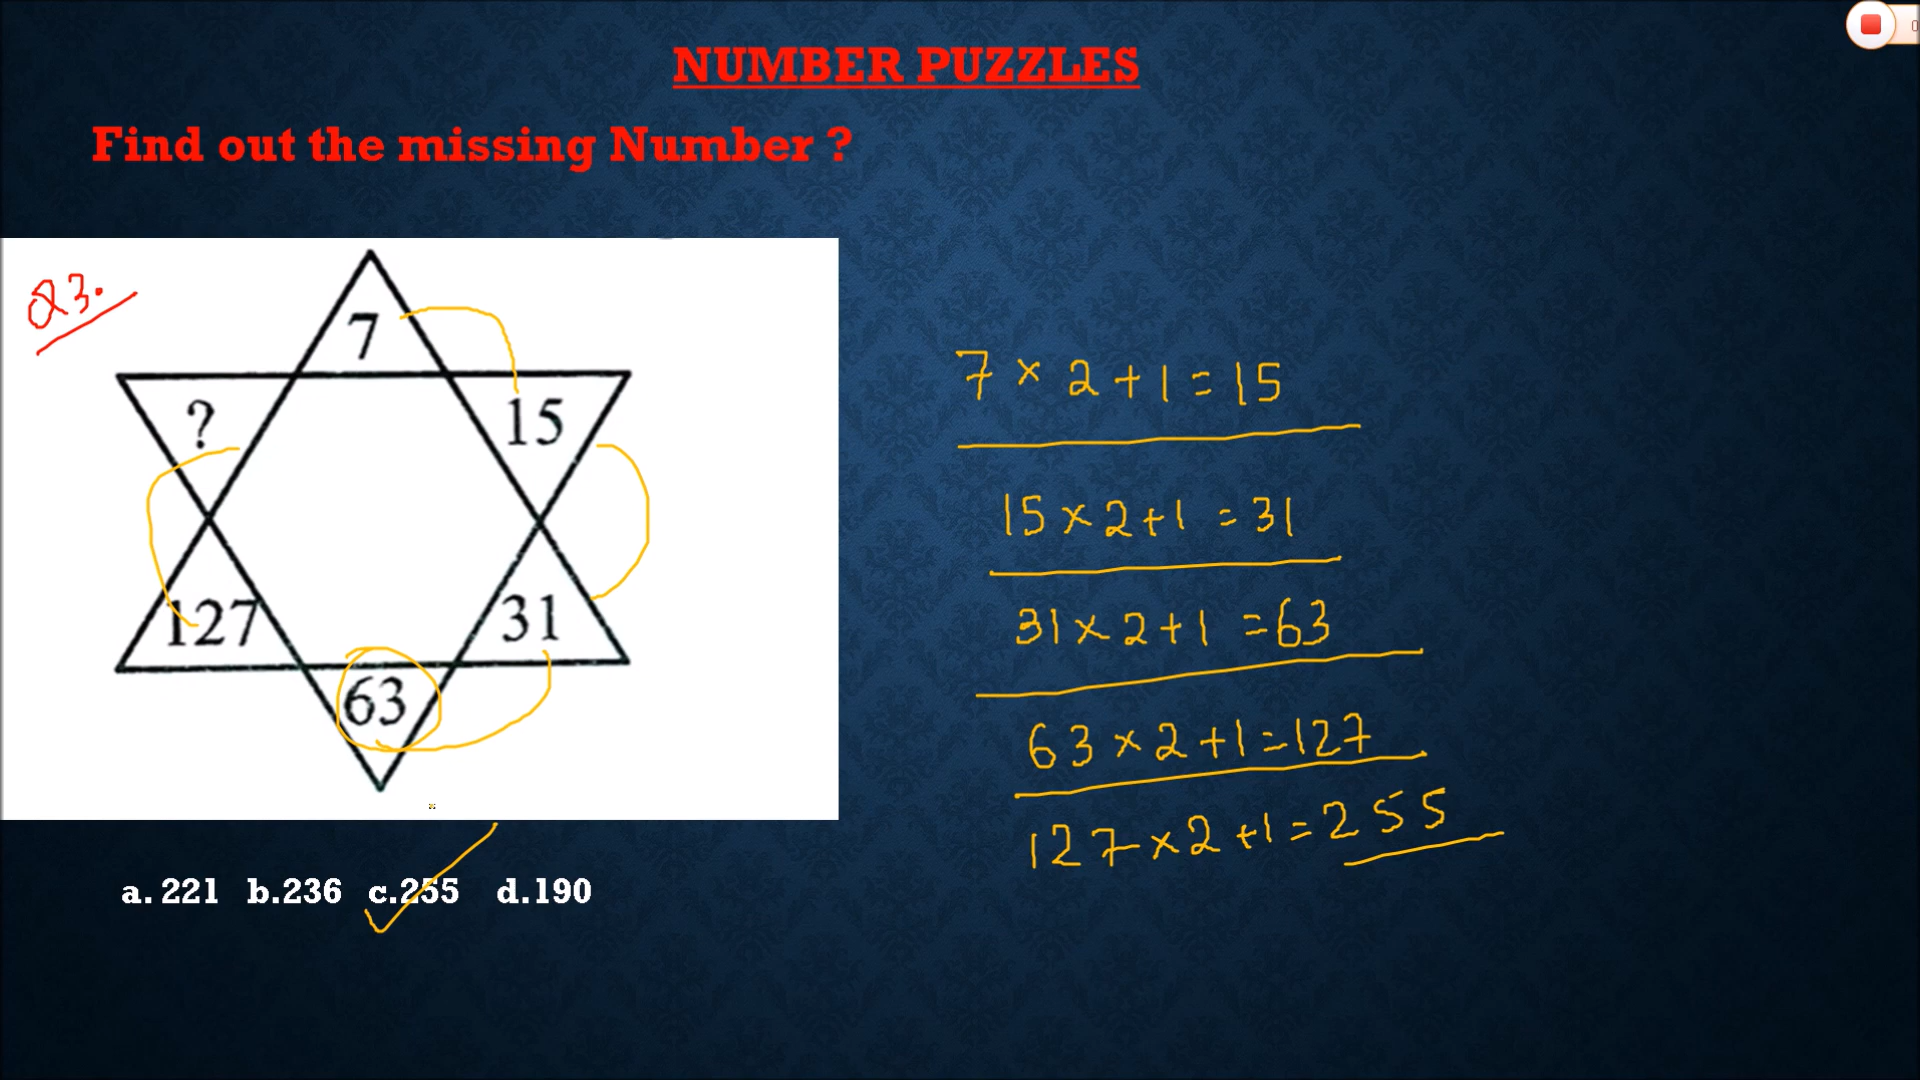 NUMBER PUZZLES
Find out the missing Number ?
Q3.
7
? 15
127 31
63
7 × 2 + 1 = 15
15 × 2 + 1 = 31
31 × 2 + 1 = 63
63 × 2 + 1 = 127
127 × 2 + 1 = 255
a. 221 b.236 c.255 d.190